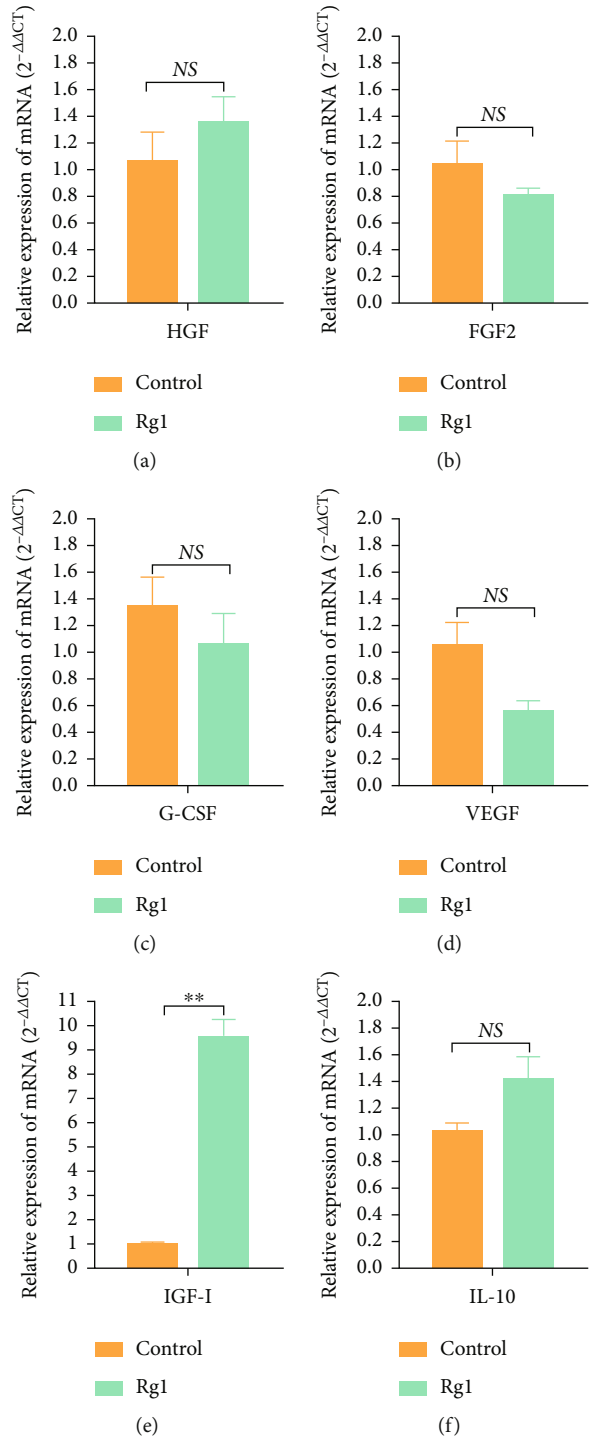 Relative expression of mRNA (2⁻ΔΔCT)
2.0
1.8
1.6
1.4
1.2
1.0
0.8
0.6
0.4
0.2
0.0
NS
HGF
Control
Rg1
(a)
Relative expression of mRNA (2⁻ΔΔCT)
2.0
1.8
1.6
1.4
1.2
1.0
0.8
0.6
0.4
0.2
0.0
NS
FGF2
Control
Rg1
(b)
Relative expression of mRNA (2⁻ΔΔCT)
2.0
1.8
1.6
1.4
1.2
1.0
0.8
0.6
0.4
0.2
0.0
NS
G-CSF
Control
Rg1
(c)
Relative expression of mRNA (2⁻ΔΔCT)
2.0
1.8
1.6
1.4
1.2
1.0
0.8
0.6
0.4
0.2
0.0
NS
VEGF
Control
Rg1
(d)
Relative expression of mRNA (2⁻ΔΔCT)
11
10
9
8
7
6
5
4
3
2
1
0
**
IGF-I
Control
Rg1
(e)
Relative expression of mRNA (2⁻ΔΔCT)
2.0
1.8
1.6
1.4
1.2
1.0
0.8
0.6
0.4
0.2
0.0
NS
IL-10
Control
Rg1
(f)